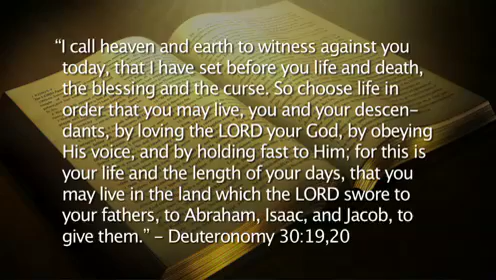 “I call heaven and earth to witness against you
today, that I have set before you life and death,
the blessing and the curse. So choose life in
order that you may live, you and your descen-
dants, by loving the LORD your God, by obeying
His voice, and by holding fast to Him; for this is
your life and the length of your days, that you
may live in the land which the LORD swore to
your fathers, to Abraham, Isaac, and Jacob, to
give them.” – Deuteronomy 30:19,20